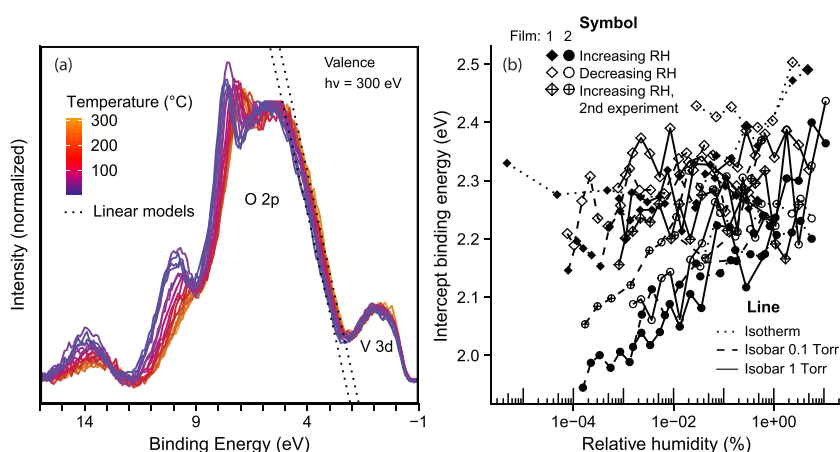 (a)
Valence
hν = 300 eV
Temperature (°C)
300
200
100
Linear models
O 2p
V 3d
Intensity (normalized)
14
9
4
−1
Binding Energy (eV)
Symbol
Film: 1 2
Increasing RH
Decreasing RH
Increasing RH,
2nd experiment
(b)
Intercept binding energy (eV)
2.5
2.4
2.3
2.2
2.1
2.0
Line
Isotherm
Isobar 0.1 Torr
Isobar 1 Torr
1e−04
1e−02
1e+00
Relative humidity (%)